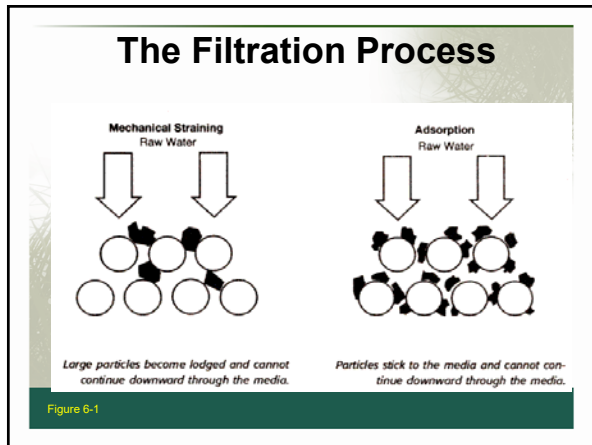 The Filtration Process
Mechanical Straining
Raw Water
Large particles become lodged and cannot
continue downward through the media.
Adsorption
Raw Water
Particles stick to the media and cannot con-
tinue downward through the media.
Figure 6-1